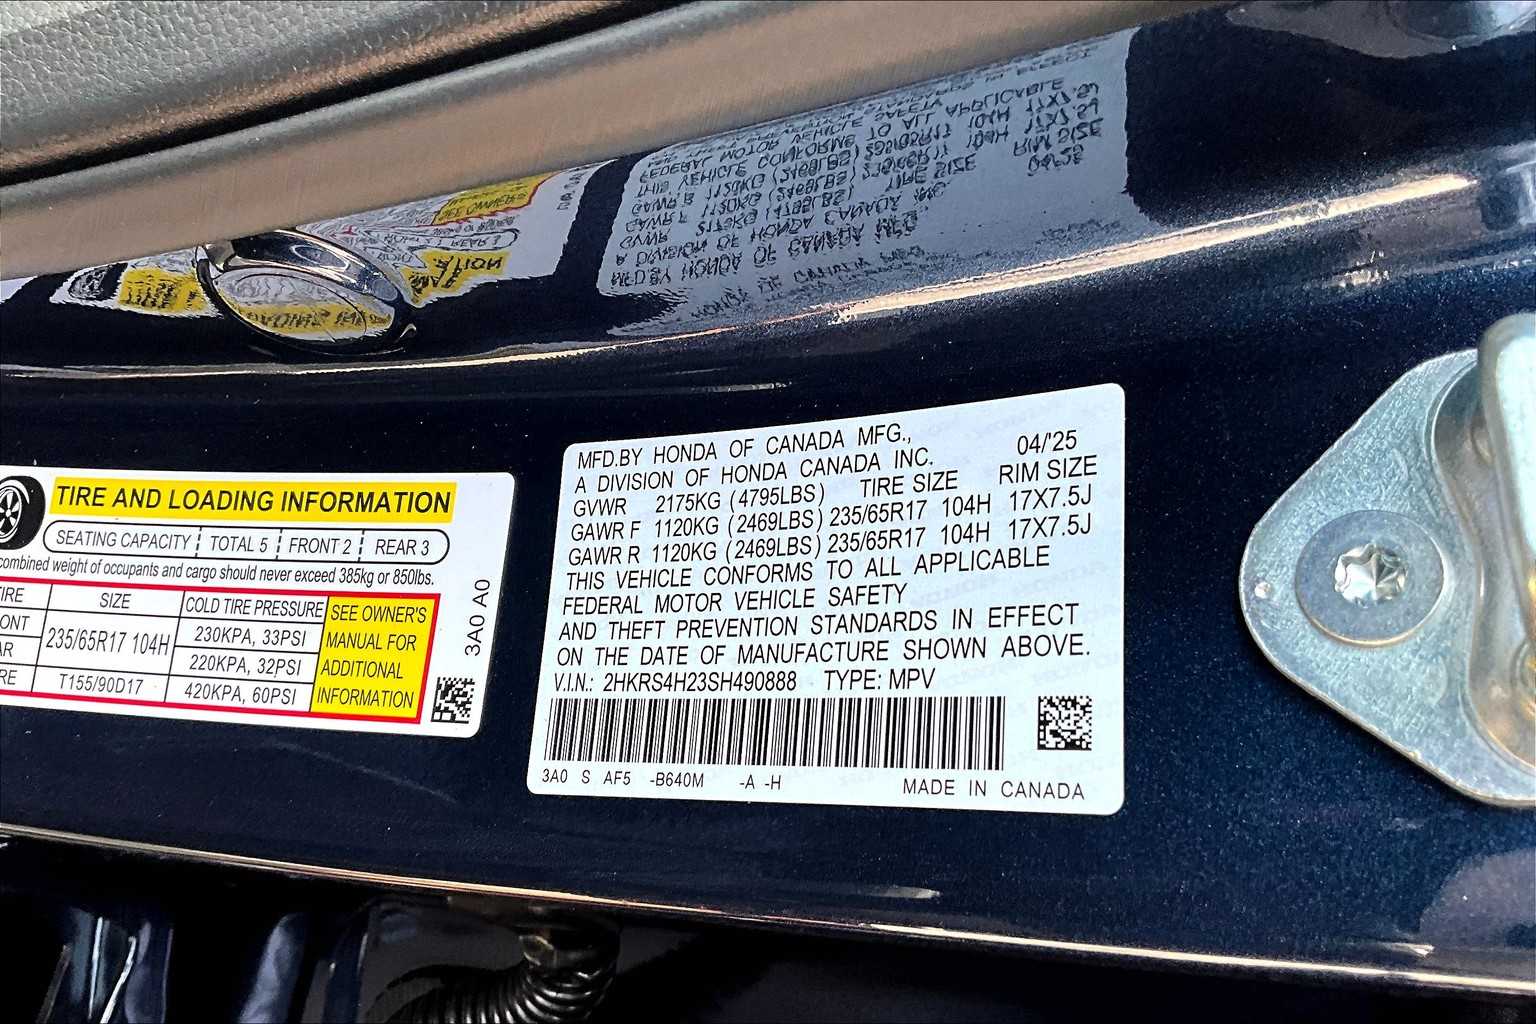 TIRE AND LOADING INFORMATION
SEATING CAPACITY TOTAL 5 FRONT 2 REAR 3
combined weight of occupants and cargo should never exceed 385kg or 850lbs.
SIZE COLD TIRE PRESSURE
235/65R17 104H 230KPA, 33PSI
220KPA, 32PSI
T155/90D17 420KPA, 60PSI
SEE OWNER'S
MANUAL FOR
ADDITIONAL
INFORMATION
3A0 A0
MFD.BY HONDA OF CANADA MFG., 04/'25
A DIVISION OF HONDA CANADA INC.
GVWR 2175KG (4795LBS) TIRE SIZE RIM SIZE
GAWR F 1120KG (2469LBS) 235/65R17 104H 17X7.5J
GAWR R 1120KG (2469LBS) 235/65R17 104H 17X7.5J
THIS VEHICLE CONFORMS TO ALL APPLICABLE
FEDERAL MOTOR VEHICLE SAFETY
AND THEFT PREVENTION STANDARDS IN EFFECT
ON THE DATE OF MANUFACTURE SHOWN ABOVE.
V.I.N.: 2HKRS4H23SH490888 TYPE: MPV
3A0 S AF5 -B640M -A -H MADE IN CANADA